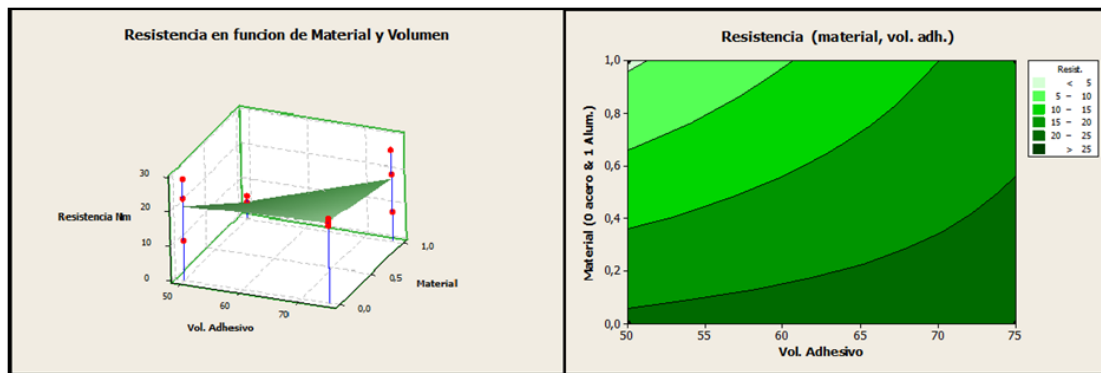 Resistencia en funcion de Material y Volumen
30
20
Resistencia Nm
10
0
50
60
70
Vol. Adhesivo
1,0
0,5
0,0
Material
Resistencia (material, vol. adh.)
1,0
0,8
0,6
0,4
0,2
0,0
Material (0 acero & 1 Alum.)
50
55
60
65
70
75
Vol. Adhesivo
Resist.
< 5
5 - 10
10 - 15
15 - 20
20 - 25
> 25